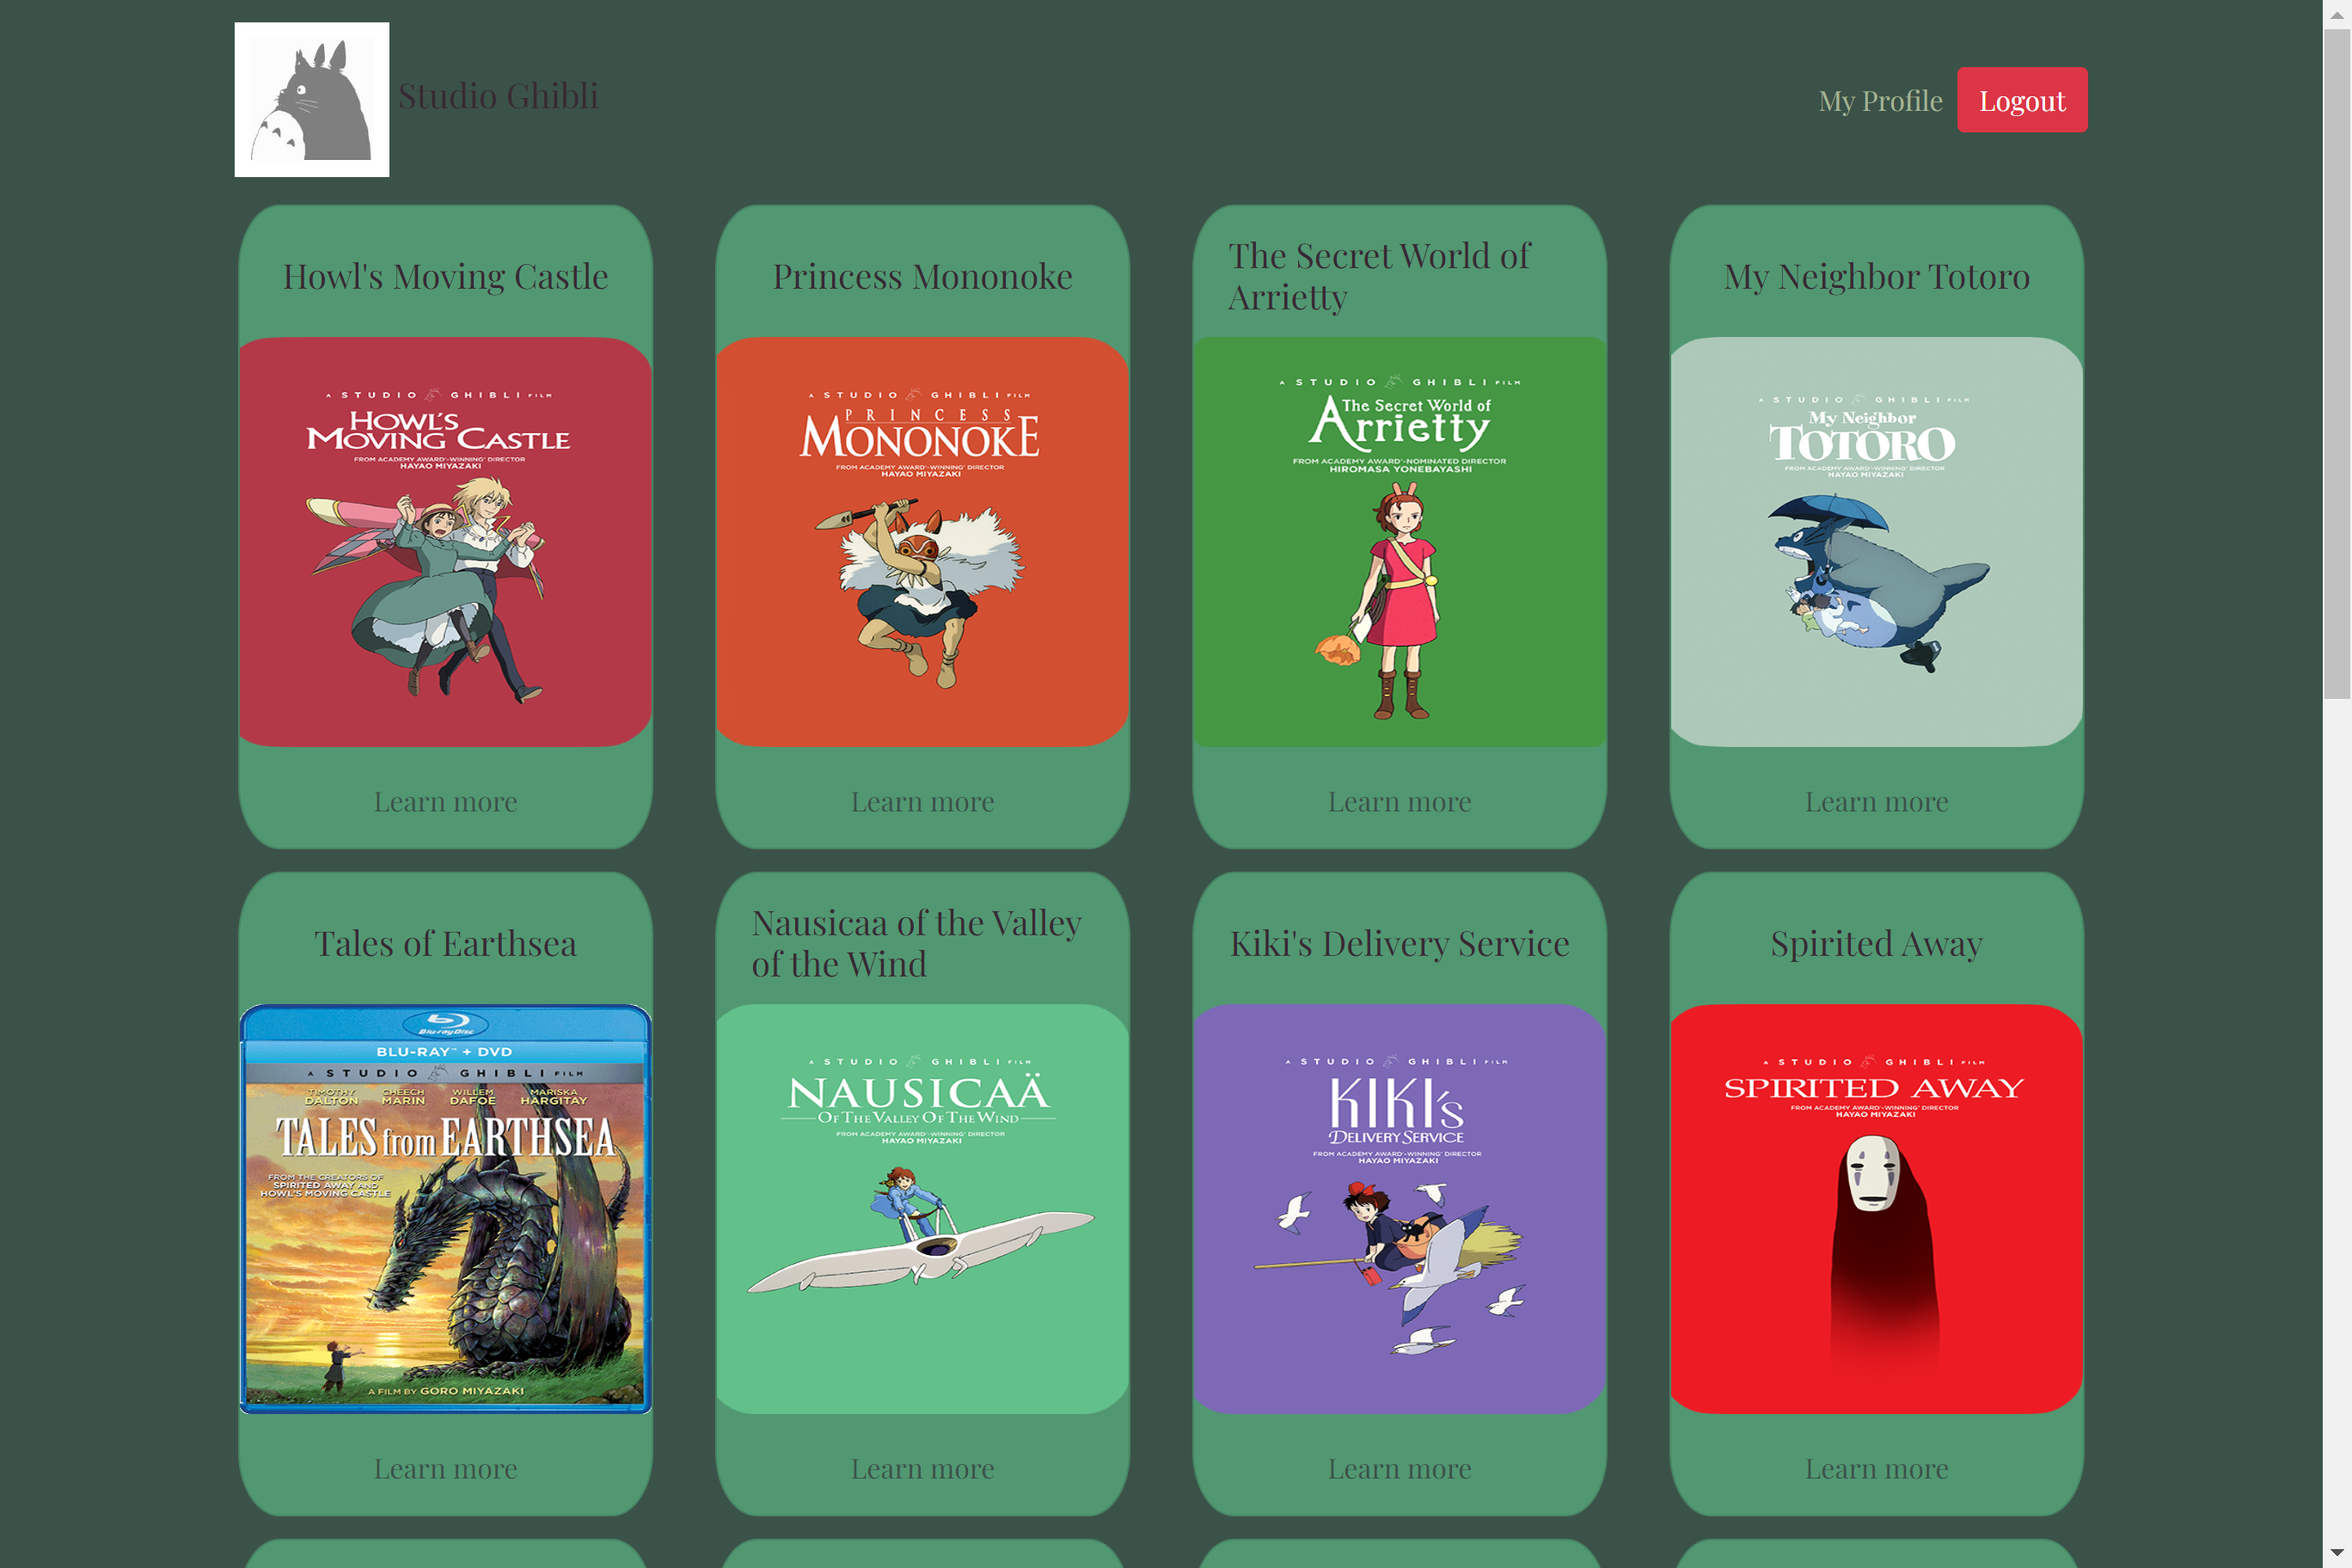 Studio Ghibli
My Profile
Logout
Howl's Moving Castle
Princess Mononoke
The Secret World of
Arrietty
My Neighbor Totoro
A STUDIO GHIBLI FILM
HOWL'S
MOVING CASTLE
FROM ACADEMY AWARD®-WINNING DIRECTOR
HAYAO MIYAZAKI
A STUDIO GHIBLI FILM
PRINCESS
MONONOKE
FROM ACADEMY AWARD®-WINNING DIRECTOR
HAYAO MIYAZAKI
A STUDIO GHIBLI FILM
The Secret World of
Arrietty
FROM ACADEMY AWARD®-NOMINATED DIRECTOR
HIROMASA YONEBAYASHI
A STUDIO GHIBLI FILM
My Neighbor
TOTORO
FROM ACADEMY AWARD®-WINNING DIRECTOR
HAYAO MIYAZAKI
Learn more
Learn more
Learn more
Learn more
Tales of Earthsea
Nausicaa of the Valley
of the Wind
Kiki's Delivery Service
Spirited Away
Blu-ray Disc
BLU-RAY™ + DVD
A STUDIO GHIBLI FILM
TIMOTHY DALTON CHEECH MARIN WILLEM DAFOE MARISKA HARGITAY
TALES from EARTHSEA
FROM THE CREATORS OF
SPIRITED AWAY AND
HOWL'S MOVING CASTLE
A FILM BY GORO MIYAZAKI
A STUDIO GHIBLI FILM
NAUSICAÄ
OF THE VALLEY OF THE WIND
FROM ACADEMY AWARD®-WINNING DIRECTOR
HAYAO MIYAZAKI
A STUDIO GHIBLI FILM
KIKI's
DELIVERY SERVICE
FROM ACADEMY AWARD®-WINNING DIRECTOR
HAYAO MIYAZAKI
A STUDIO GHIBLI FILM
SPIRITED AWAY
FROM ACADEMY AWARD®-WINNING DIRECTOR
HAYAO MIYAZAKI
Learn more
Learn more
Learn more
Learn more